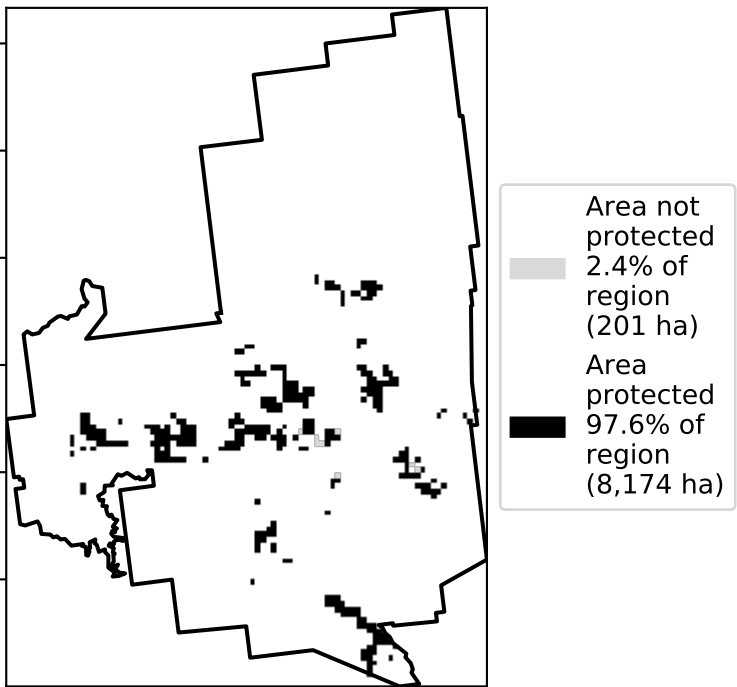 Area not
protected
2.4% of
region
(201 ha)
Area
protected
97.6% of
region
(8,174 ha)